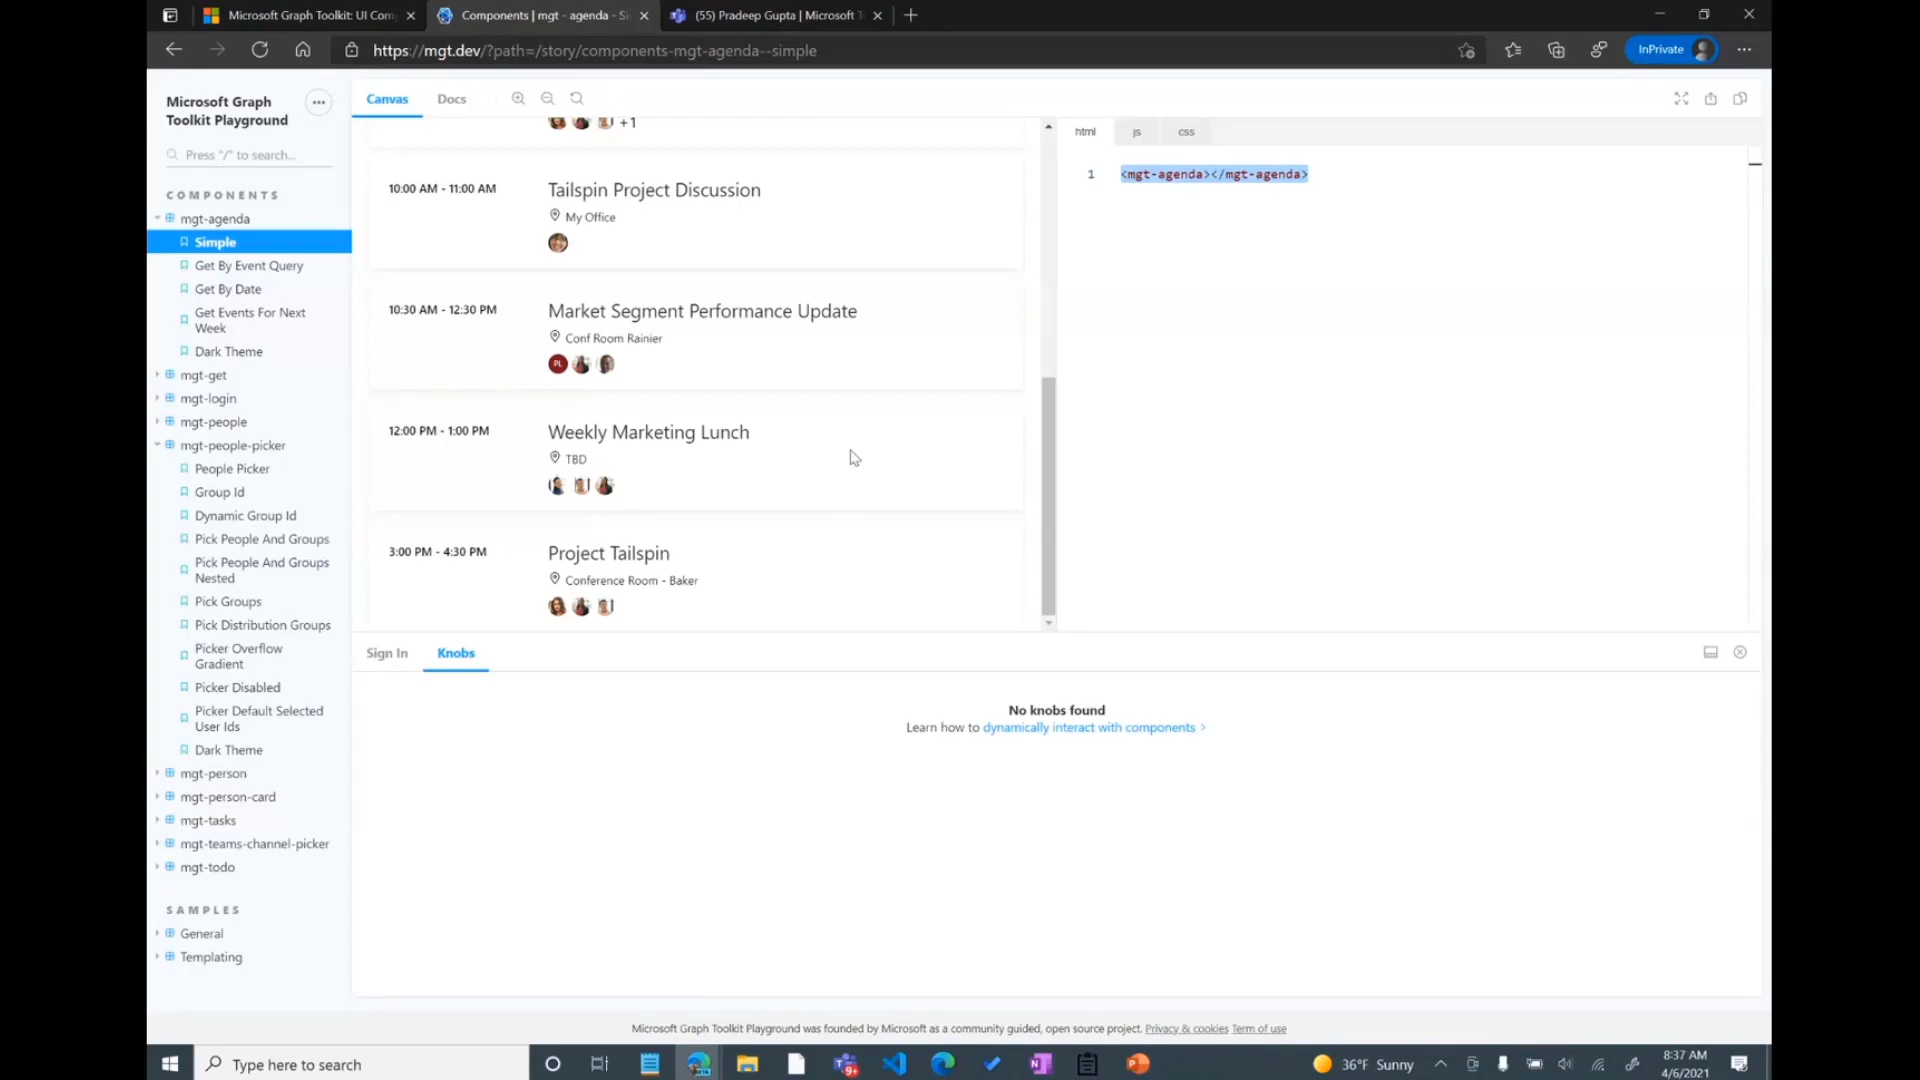 Microsoft Graph Toolkit: UI Com
Components | mgt - agenda - Si
(55) Pradeep Gupta | Microsoft T
https://mgt.dev/?path=/story/components-mgt-agenda--simple
InPrivate
Microsoft Graph
Toolkit Playground
Press "/" to search...
COMPONENTS
mgt-agenda
Simple
Get By Event Query
Get By Date
Get Events For Next
Week
Dark Theme
mgt-get
mgt-login
mgt-people
mgt-people-picker
People Picker
Group Id
Dynamic Group Id
Pick People And Groups
Pick People And Groups
Nested
Pick Groups
Pick Distribution Groups
Picker Overflow
Gradient
Picker Disabled
Picker Default Selected
User Ids
Dark Theme
mgt-person
mgt-person-card
mgt-tasks
mgt-teams-channel-picker
mgt-todo
SAMPLES
General
Templating
Canvas Docs
+1
10:00 AM - 11:00 AM
Tailspin Project Discussion
My Office
10:30 AM - 12:30 PM
Market Segment Performance Update
Conf Room Rainier
PL
12:00 PM - 1:00 PM
Weekly Marketing Lunch
TBD
3:00 PM - 4:30 PM
Project Tailspin
Conference Room - Baker
html js css
1 <mgt-agenda></mgt-agenda>
Sign In Knobs
No knobs found
Learn how to dynamically interact with components >
Microsoft Graph Toolkit Playground was founded by Microsoft as a community guided, open source project. Privacy & cookies Term of use
Type here to search
9+
36°F Sunny
8:37 AM
4/6/2021